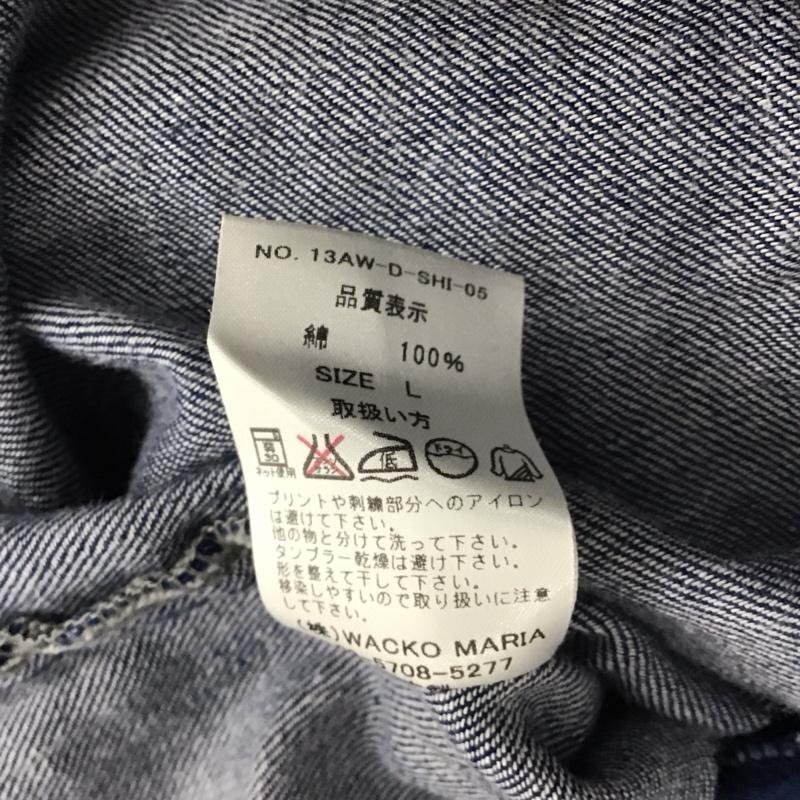 NO. 13AW-D-SHI-05
品質表示
綿 100%
SIZE L
取扱い方
弱 30 低 ドライ
ネット使用
プリントや刺繍部分へのアイロン
は避けて下さい。
他の物と分けて洗って下さい。
タンブラー乾燥は避け下さい。
形を整えて干して下さい。
移染しやすいので取り扱いに注意
して下さい。
(株)WACKO MARIA
5708-5277